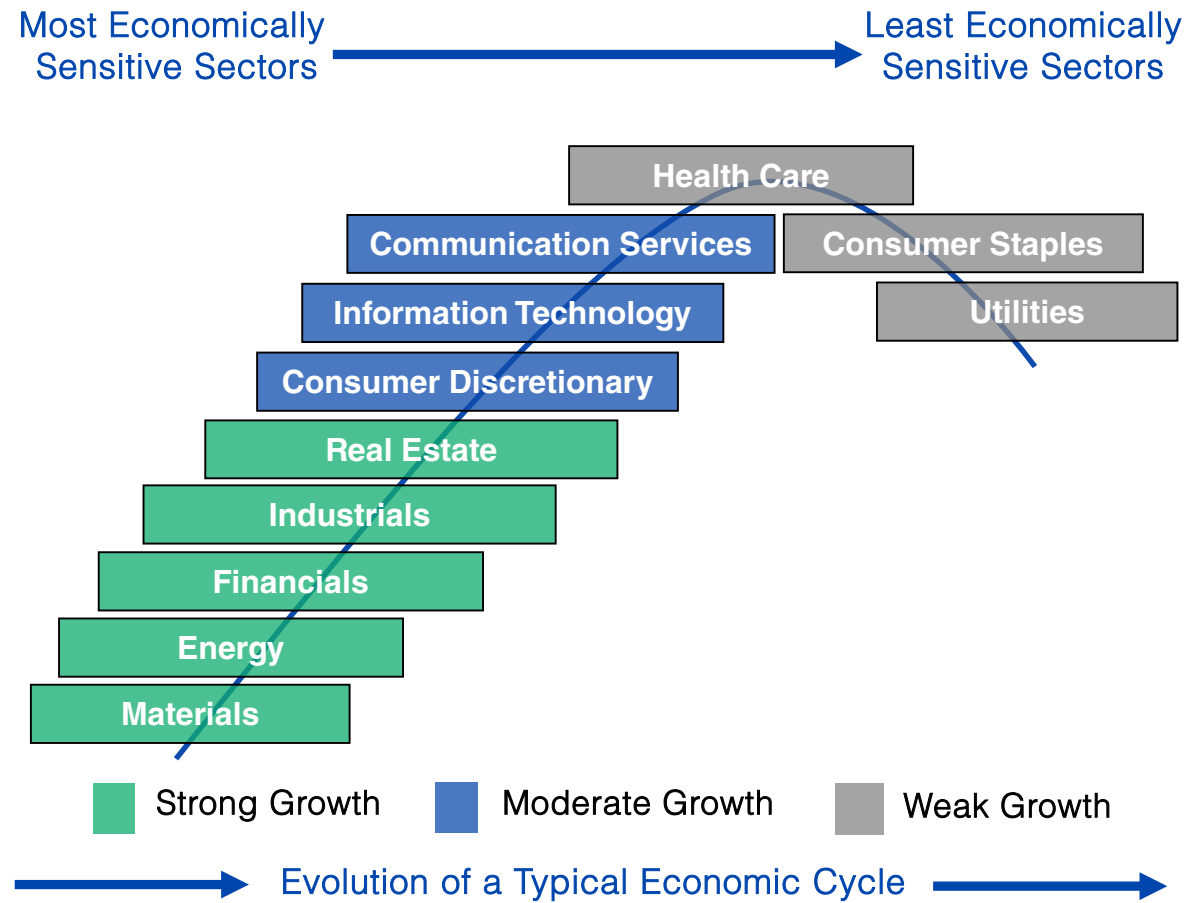 Most Economically
Sensitive Sectors
Least Economically
Sensitive Sectors
Health Care
Communication Services
Consumer Staples
Information Technology
Utilities
Consumer Discretionary
Real Estate
Industrials
Financials
Energy
Materials
Strong Growth
Moderate Growth
Weak Growth
Evolution of a Typical Economic Cycle